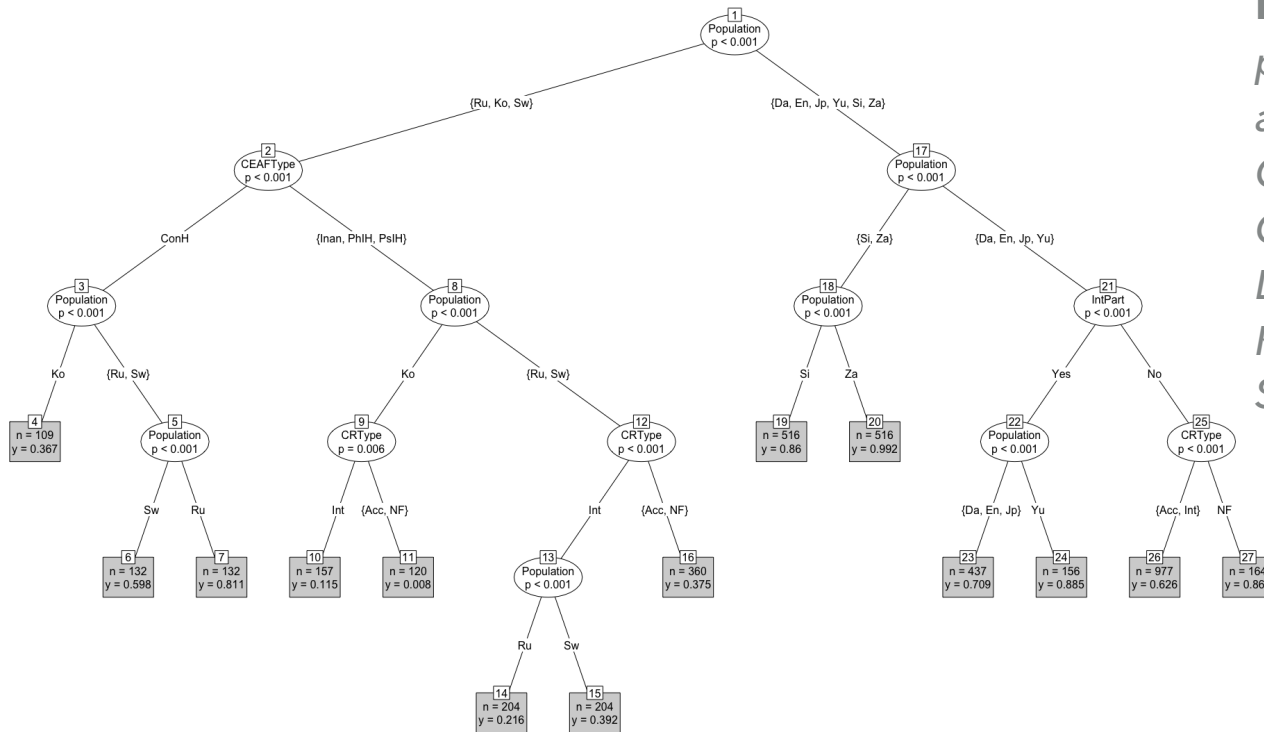 1
Population
p < 0.001
{Ru, Ko, Sw}
{Da, En, Jp, Yu, Si, Za}
2
CEAFType
p < 0.001
17
Population
p < 0.001
ConH
{Inan, PhIH, PsIH}
{Si, Za}
{Da, En, Jp, Yu}
3
Population
p < 0.001
8
Population
p < 0.001
18
Population
p < 0.001
21
IntPart
p < 0.001
Ko
{Ru, Sw}
Ko
{Ru, Sw}
Si
Za
Yes
No
4
n = 109
y = 0.367
5
Population
p < 0.001
9
CRType
p = 0.006
12
CRType
p < 0.001
19
n = 516
y = 0.86
20
n = 516
y = 0.992
22
Population
p < 0.001
25
CRType
p < 0.001
Sw
Ru
Int
{Acc, NF}
Int
{Acc, NF}
{Da, En, Jp}
Yu
{Acc, Int}
NF
6
n = 132
y = 0.598
7
n = 132
y = 0.811
10
n = 157
y = 0.115
11
n = 120
y = 0.008
13
Population
p < 0.001
16
n = 360
y = 0.375
23
n = 437
y = 0.709
24
n = 156
y = 0.885
26
n = 977
y = 0.626
27
n = 164
y = 0.86
Ru
Sw
14
n = 204
y = 0.216
15
n = 204
y = 0.392